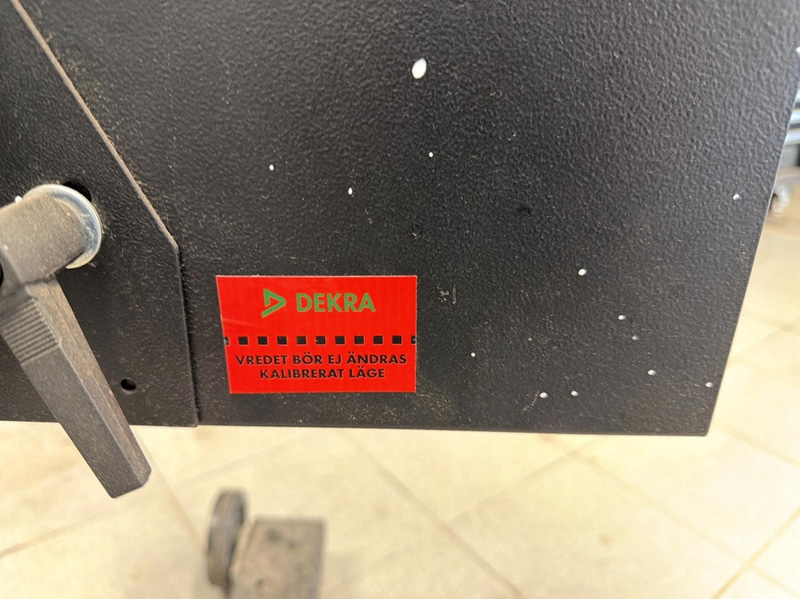 DEKRA
VREDET BÖR EJ ÄNDRAS
KALIBRERAT LÄGE